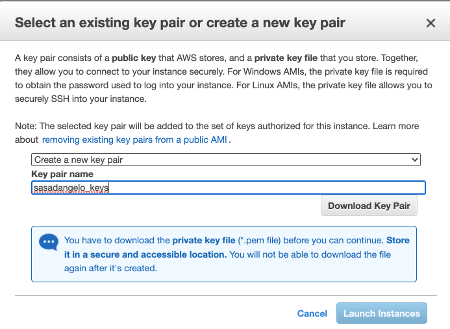 Select an existing key pair or create a new key pair
A key pair consists of a public key that AWS stores, and a private key file that you store. Together,
they allow you to connect to your instance securely. For Windows AMIs, the private key file is required
to obtain the password used to log into your instance. For Linux AMIs, the private key file allows you to
securely SSH into your instance.
Note: The selected key pair will be added to the set of keys authorized for this instance. Learn more
about removing existing key pairs from a public AMI .
Create a new key pair
Key pair name
sasadangelo_keys
Download Key Pair
You have to download the private key file (*.pem file) before you can continue. Store
it in a secure and accessible location. You will not be able to download the file
again after it's created.
Cancel Launch Instances